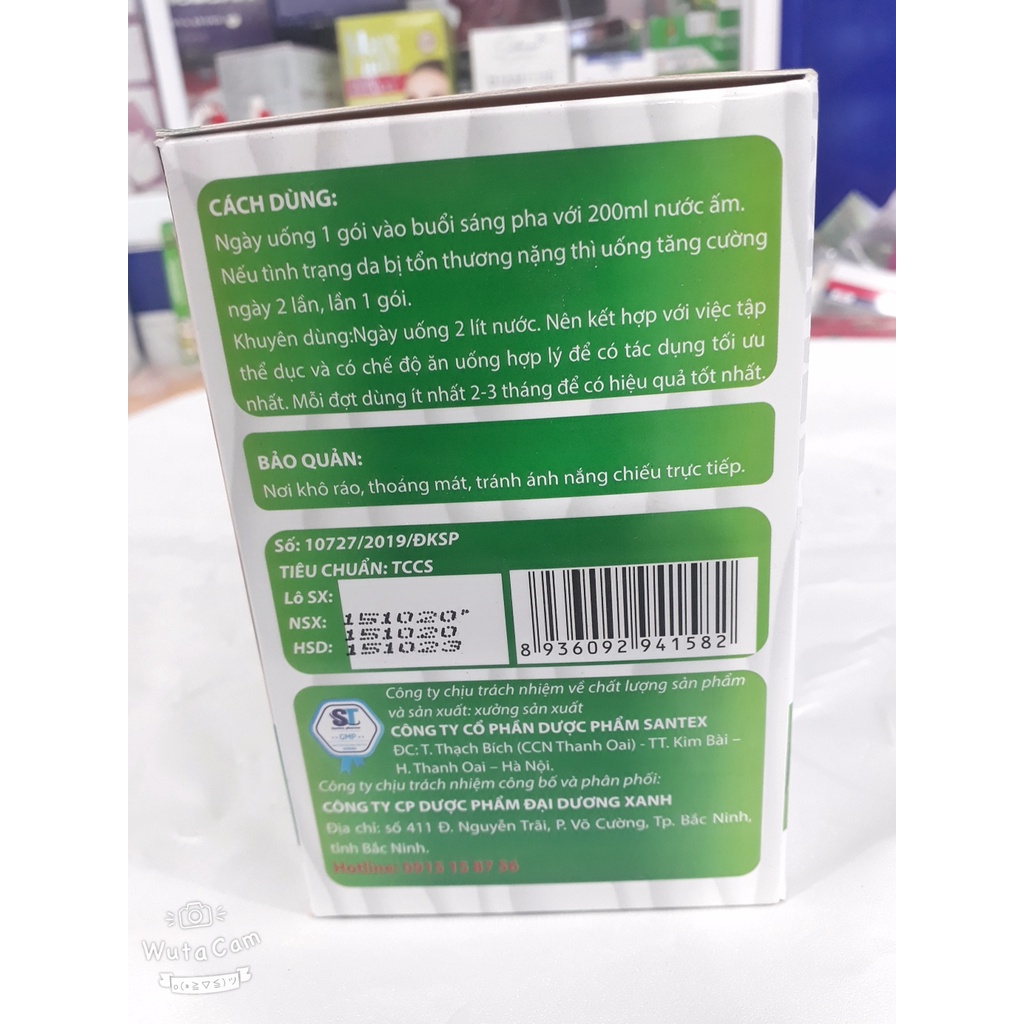 CÁCH DÙNG:
Ngày uống 1 gói vào buổi sáng pha với 200ml nước ấm.
Nếu tình trạng da bị tổn thương nặng thì uống tăng cường
ngày 2 lần, lần 1 gói.
Khuyên dùng:Ngày uống 2 lít nước. Nên kết hợp với việc tập
thể dục và có chế độ ăn uống hợp lý để có tác dụng tối ưu
nhất. Mỗi đợt dùng ít nhất 2-3 tháng để có hiệu quả tốt nhất.
BẢO QUẢN:
Nơi khô ráo, thoáng mát, tránh ánh nắng chiếu trực tiếp.
Số: 10727/2019/ĐKSP
TIÊU CHUẨN: TCCS
Lô SX: 151020"
NSX: 151020
HSD: 151023
8 936092 941582
Công ty chịu trách nhiệm về chất lượng sản phẩm
và sản xuất: xưởng sản xuất
ST
GMP
CÔNG TY CỔ PHẦN DƯỢC PHẨM SANTEX
ĐC: T. Thạch Bích (CCN Thanh Oai) - TT. Kim Bài –
H. Thanh Oai – Hà Nội.
Công ty chịu trách nhiệm công bố và phân phối:
CÔNG TY CP DƯỢC PHẨM ĐẠI DƯƠNG XANH
Địa chỉ: số 411 Đ. Nguyễn Trãi, P. Võ Cường, Tp. Bắc Ninh,
tỉnh Bắc Ninh.
Hotline:
WutaCam